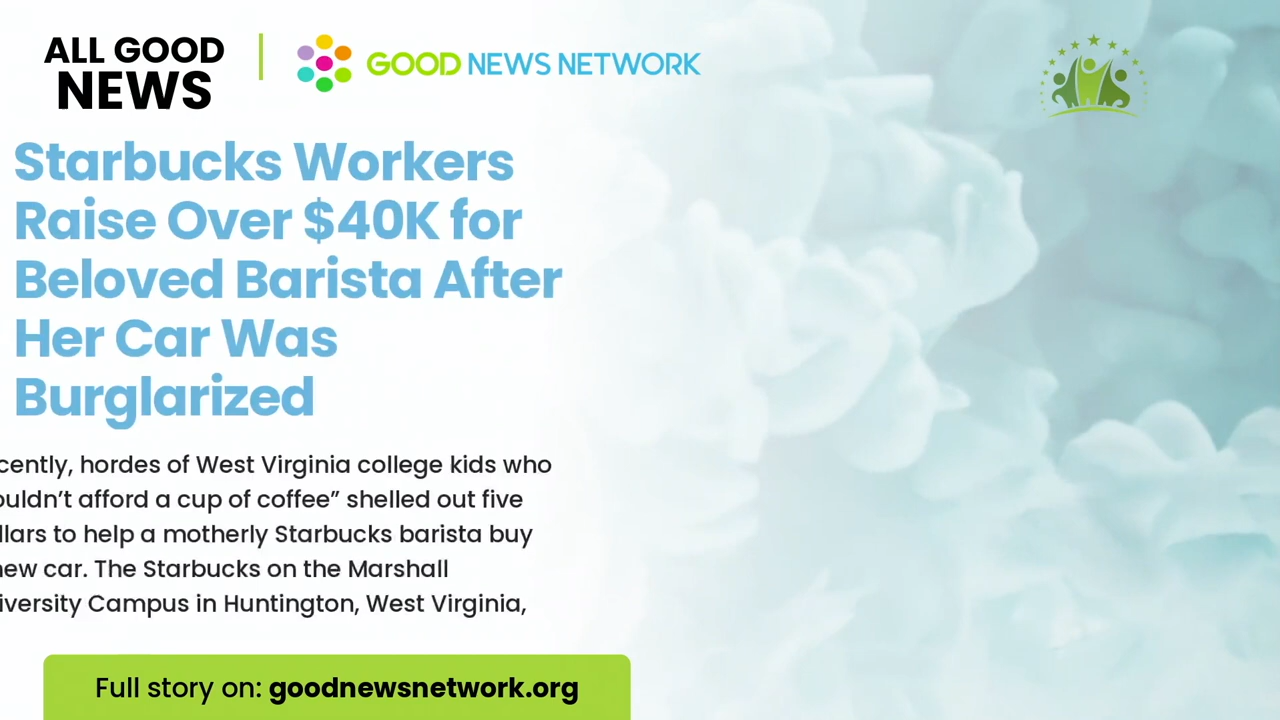 ALL GOOD
NEWS
GOOD NEWS NETWORK
Starbucks Workers
Raise Over $40K for
Beloved Barista After
Her Car Was
Burglarized
cently, hordes of West Virginia college kids who
ouldn’t afford a cup of coffee” shelled out five
llars to help a motherly Starbucks barista buy
new car. The Starbucks on the Marshall
iversity Campus in Huntington, West Virginia,
Full story on: goodnewsnetwork.org